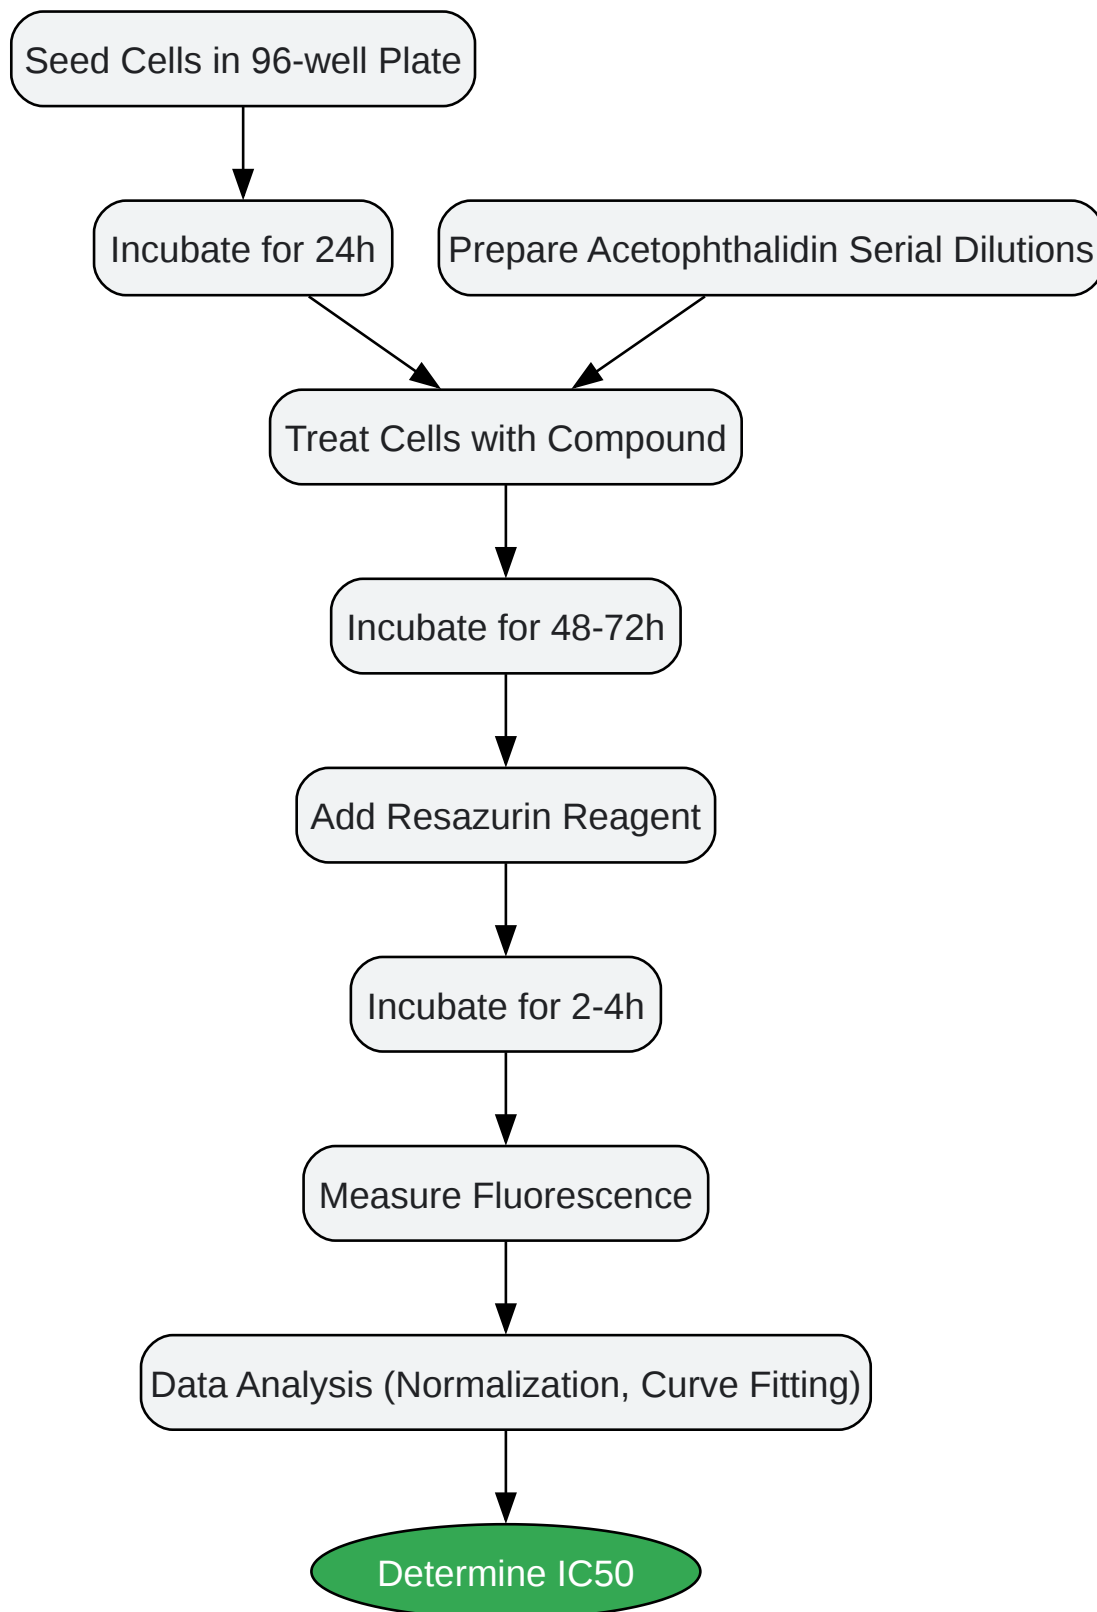 Seed Cells in 96-well Plate
Incubate for 24h
Prepare Acetophthalidin Serial Dilutions
Treat Cells with Compound
Incubate for 48-72h
Add Resazurin Reagent
Incubate for 2-4h
Measure Fluorescence
Data Analysis (Normalization, Curve Fitting)
Determine IC50